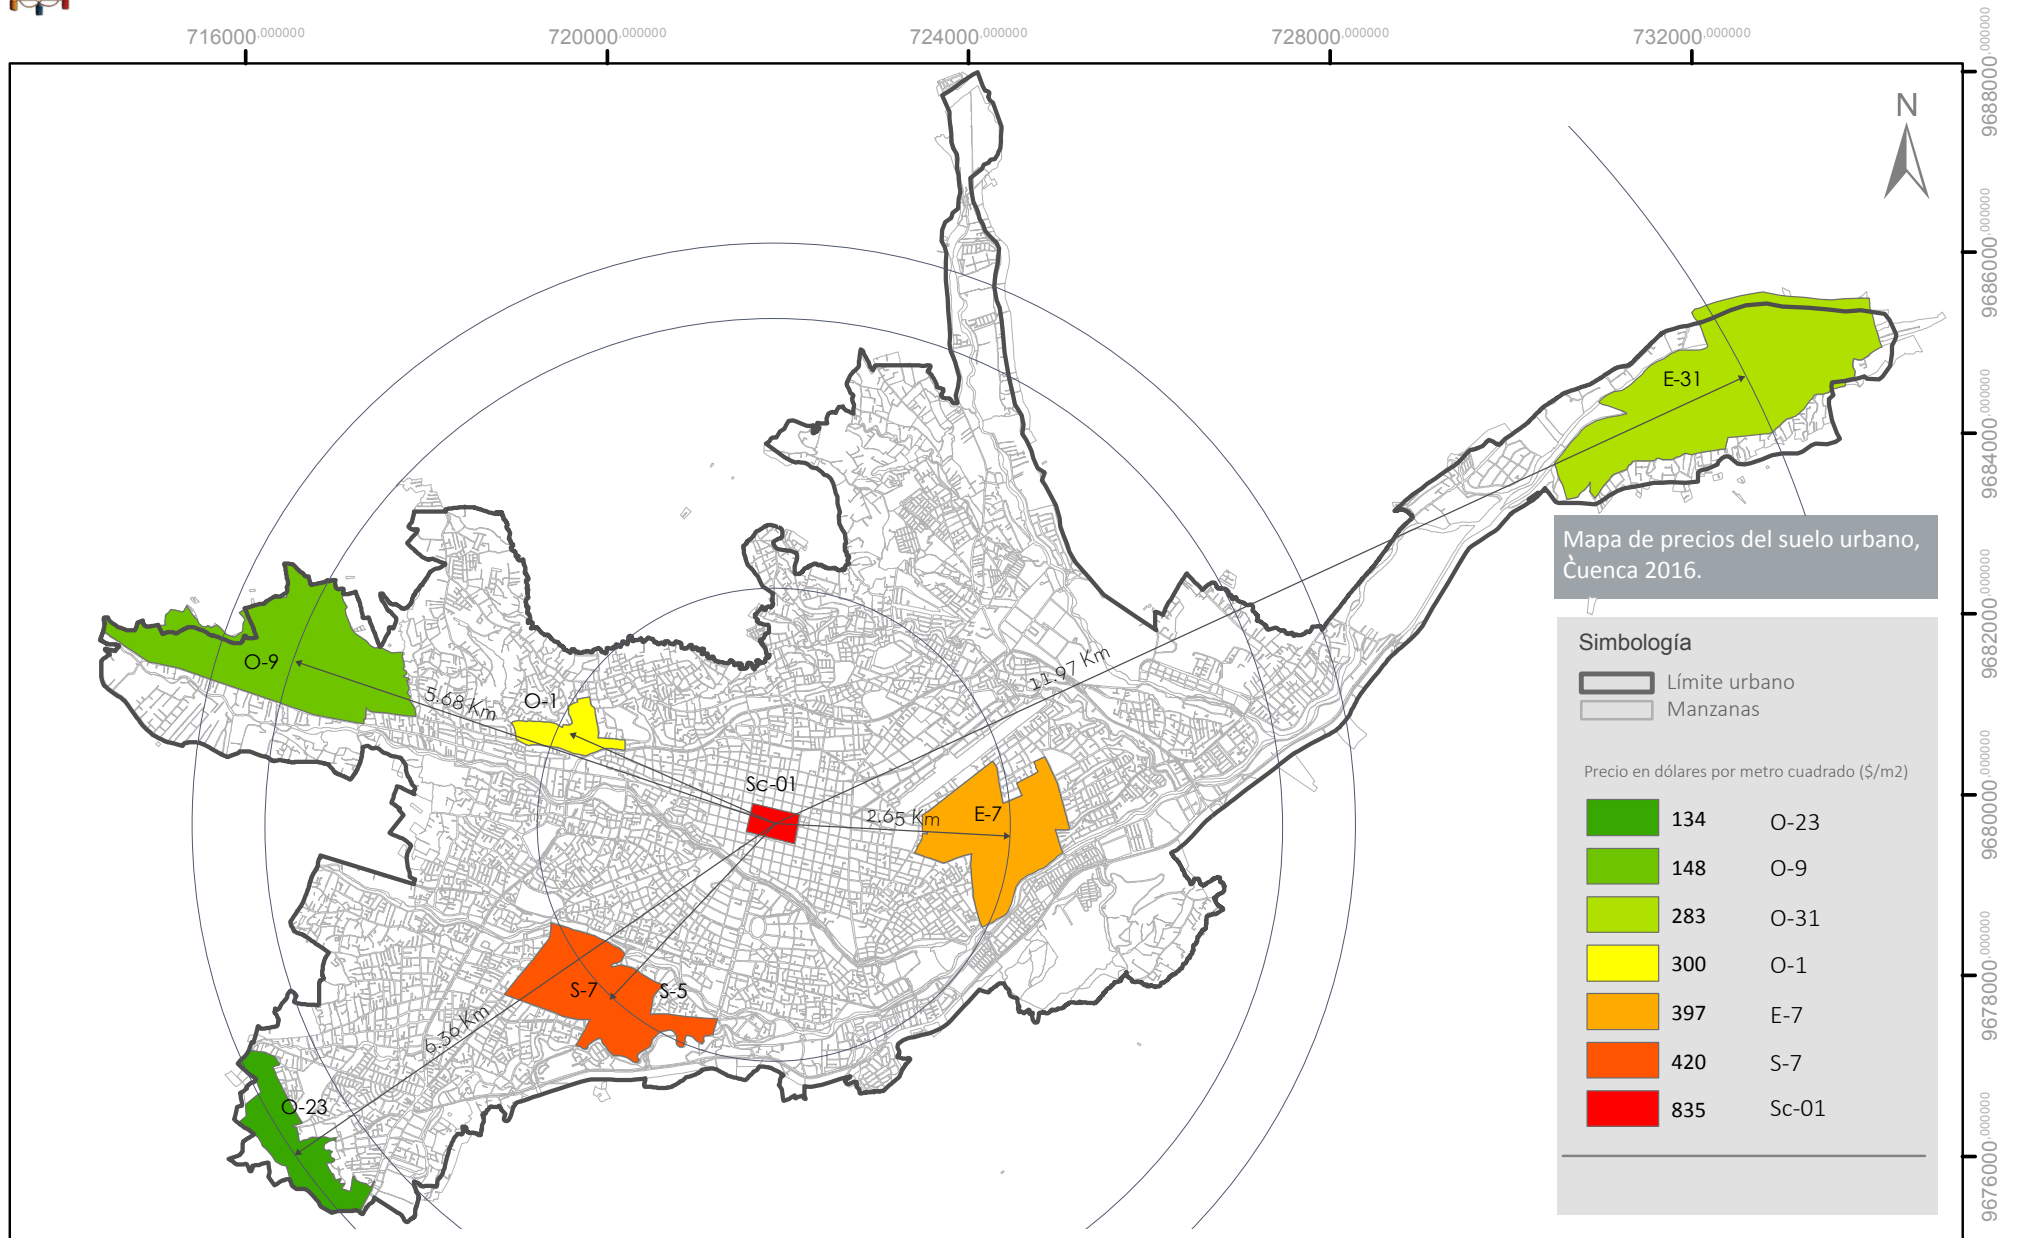 716000,000000 720000,000000 724000,000000 728000,000000 732000,000000
9688000,000000
N
9686000,000000
E-31
9684000,000000
Mapa de precios del suelo urbano,
Cuenca 2016.
9682000,000000
Simbología
O-9
11.97 Km
Límite urbano
5.68 Km
O-1
Manzanas
Precio en dólares por metro cuadrado ($/m2)
Sc-01
9680000,000000
2.65 Km
E-7
134 O-23
148 O-9
283 O-31
300 O-1
9678000,000000
S-7
S-5
397 E-7
6.36 Km
420 S-7
835 Sc-01
O-23
9676000,000000